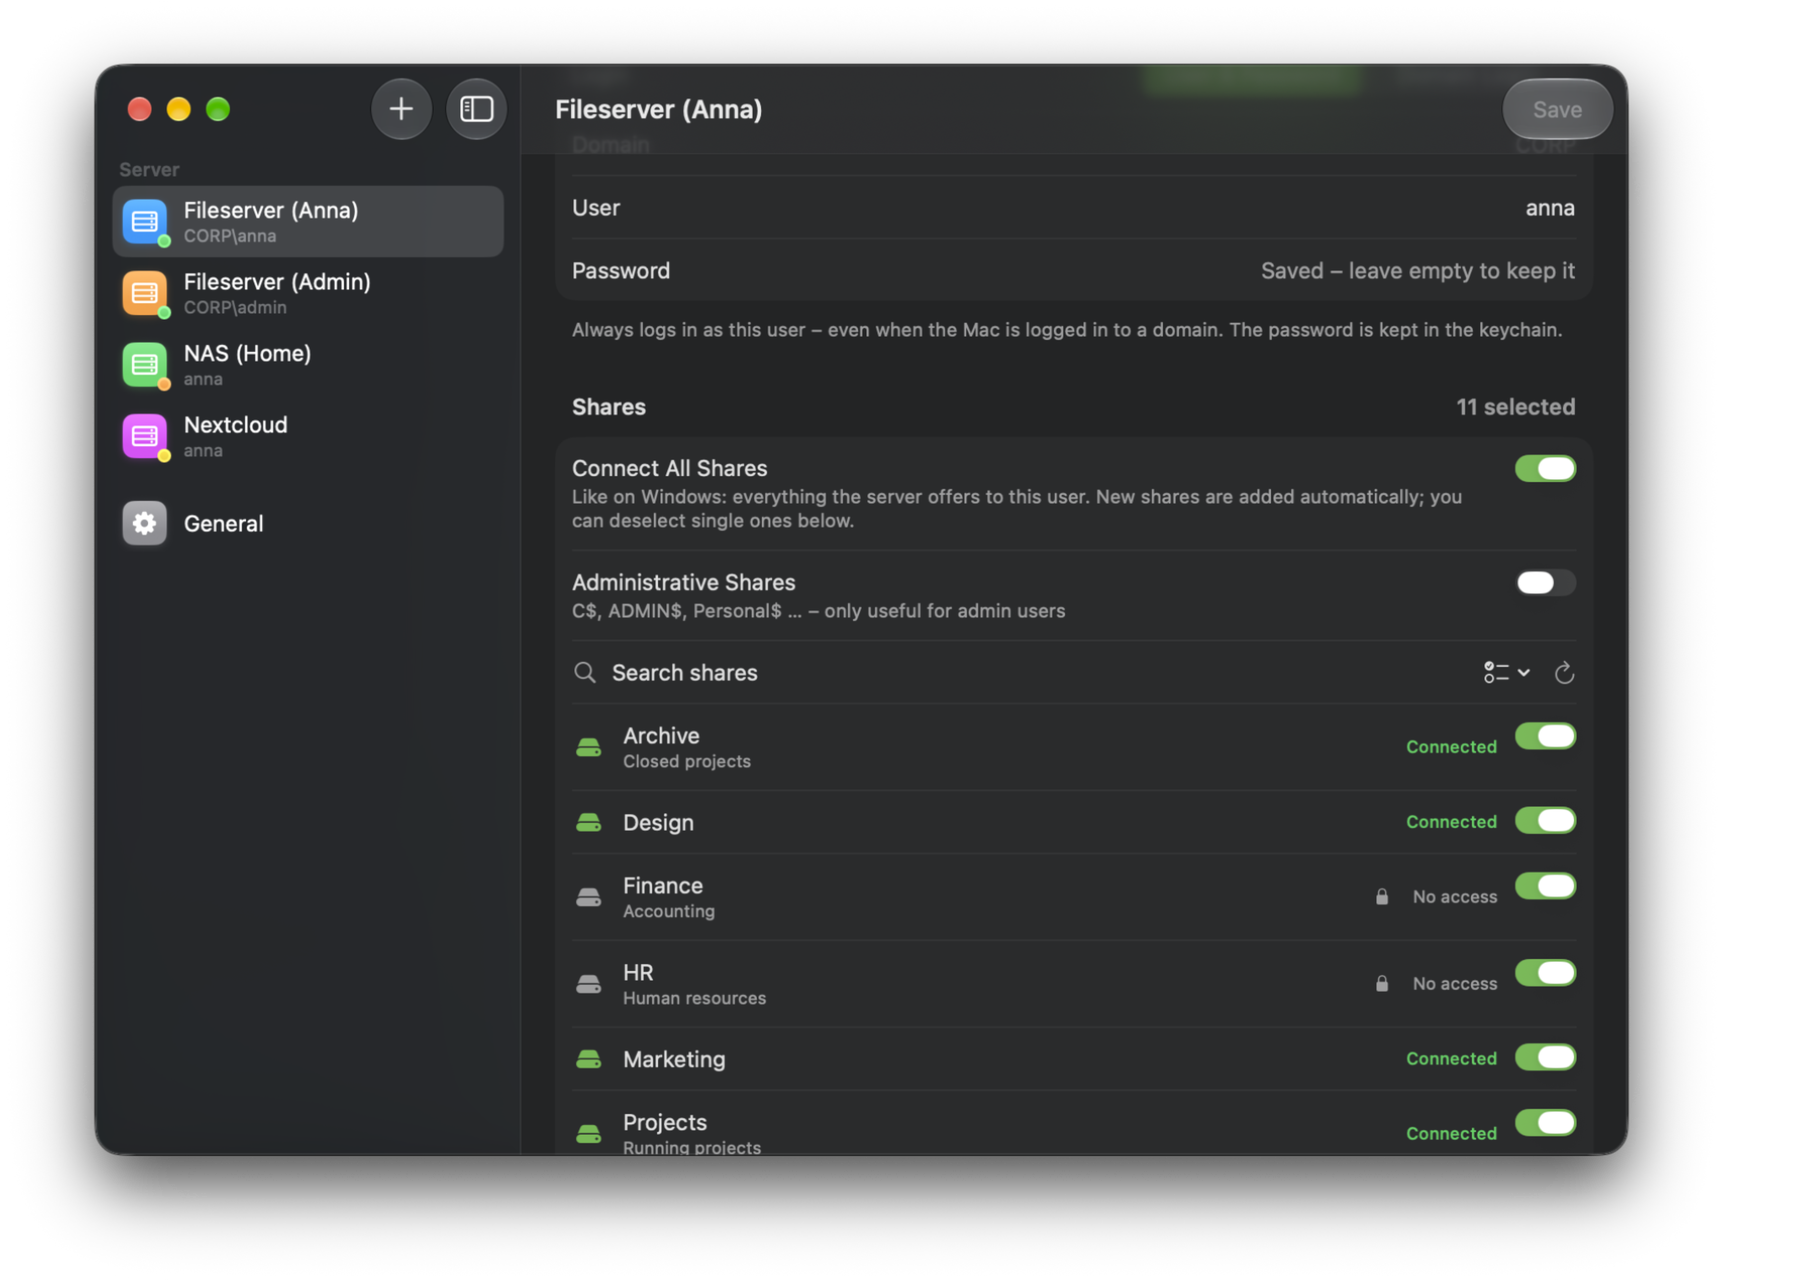 Server
Fileserver (Anna)
CORP\anna
Fileserver (Admin)
CORP\admin
NAS (Home)
anna
Nextcloud
anna
General
Fileserver (Anna)
Save
Domain
CORP
User
anna
Password
Saved – leave empty to keep it
Always logs in as this user – even when the Mac is logged in to a domain. The password is kept in the keychain.
Shares
11 selected
Connect All Shares
Like on Windows: everything the server offers to this user. New shares are added automatically; you
can deselect single ones below.
Administrative Shares
C$, ADMIN$, Personal$ ... – only useful for admin users
Search shares
Archive
Closed projects
Connected
Design
Connected
Finance
Accounting
No access
HR
Human resources
No access
Marketing
Connected
Projects
Running projects
Connected